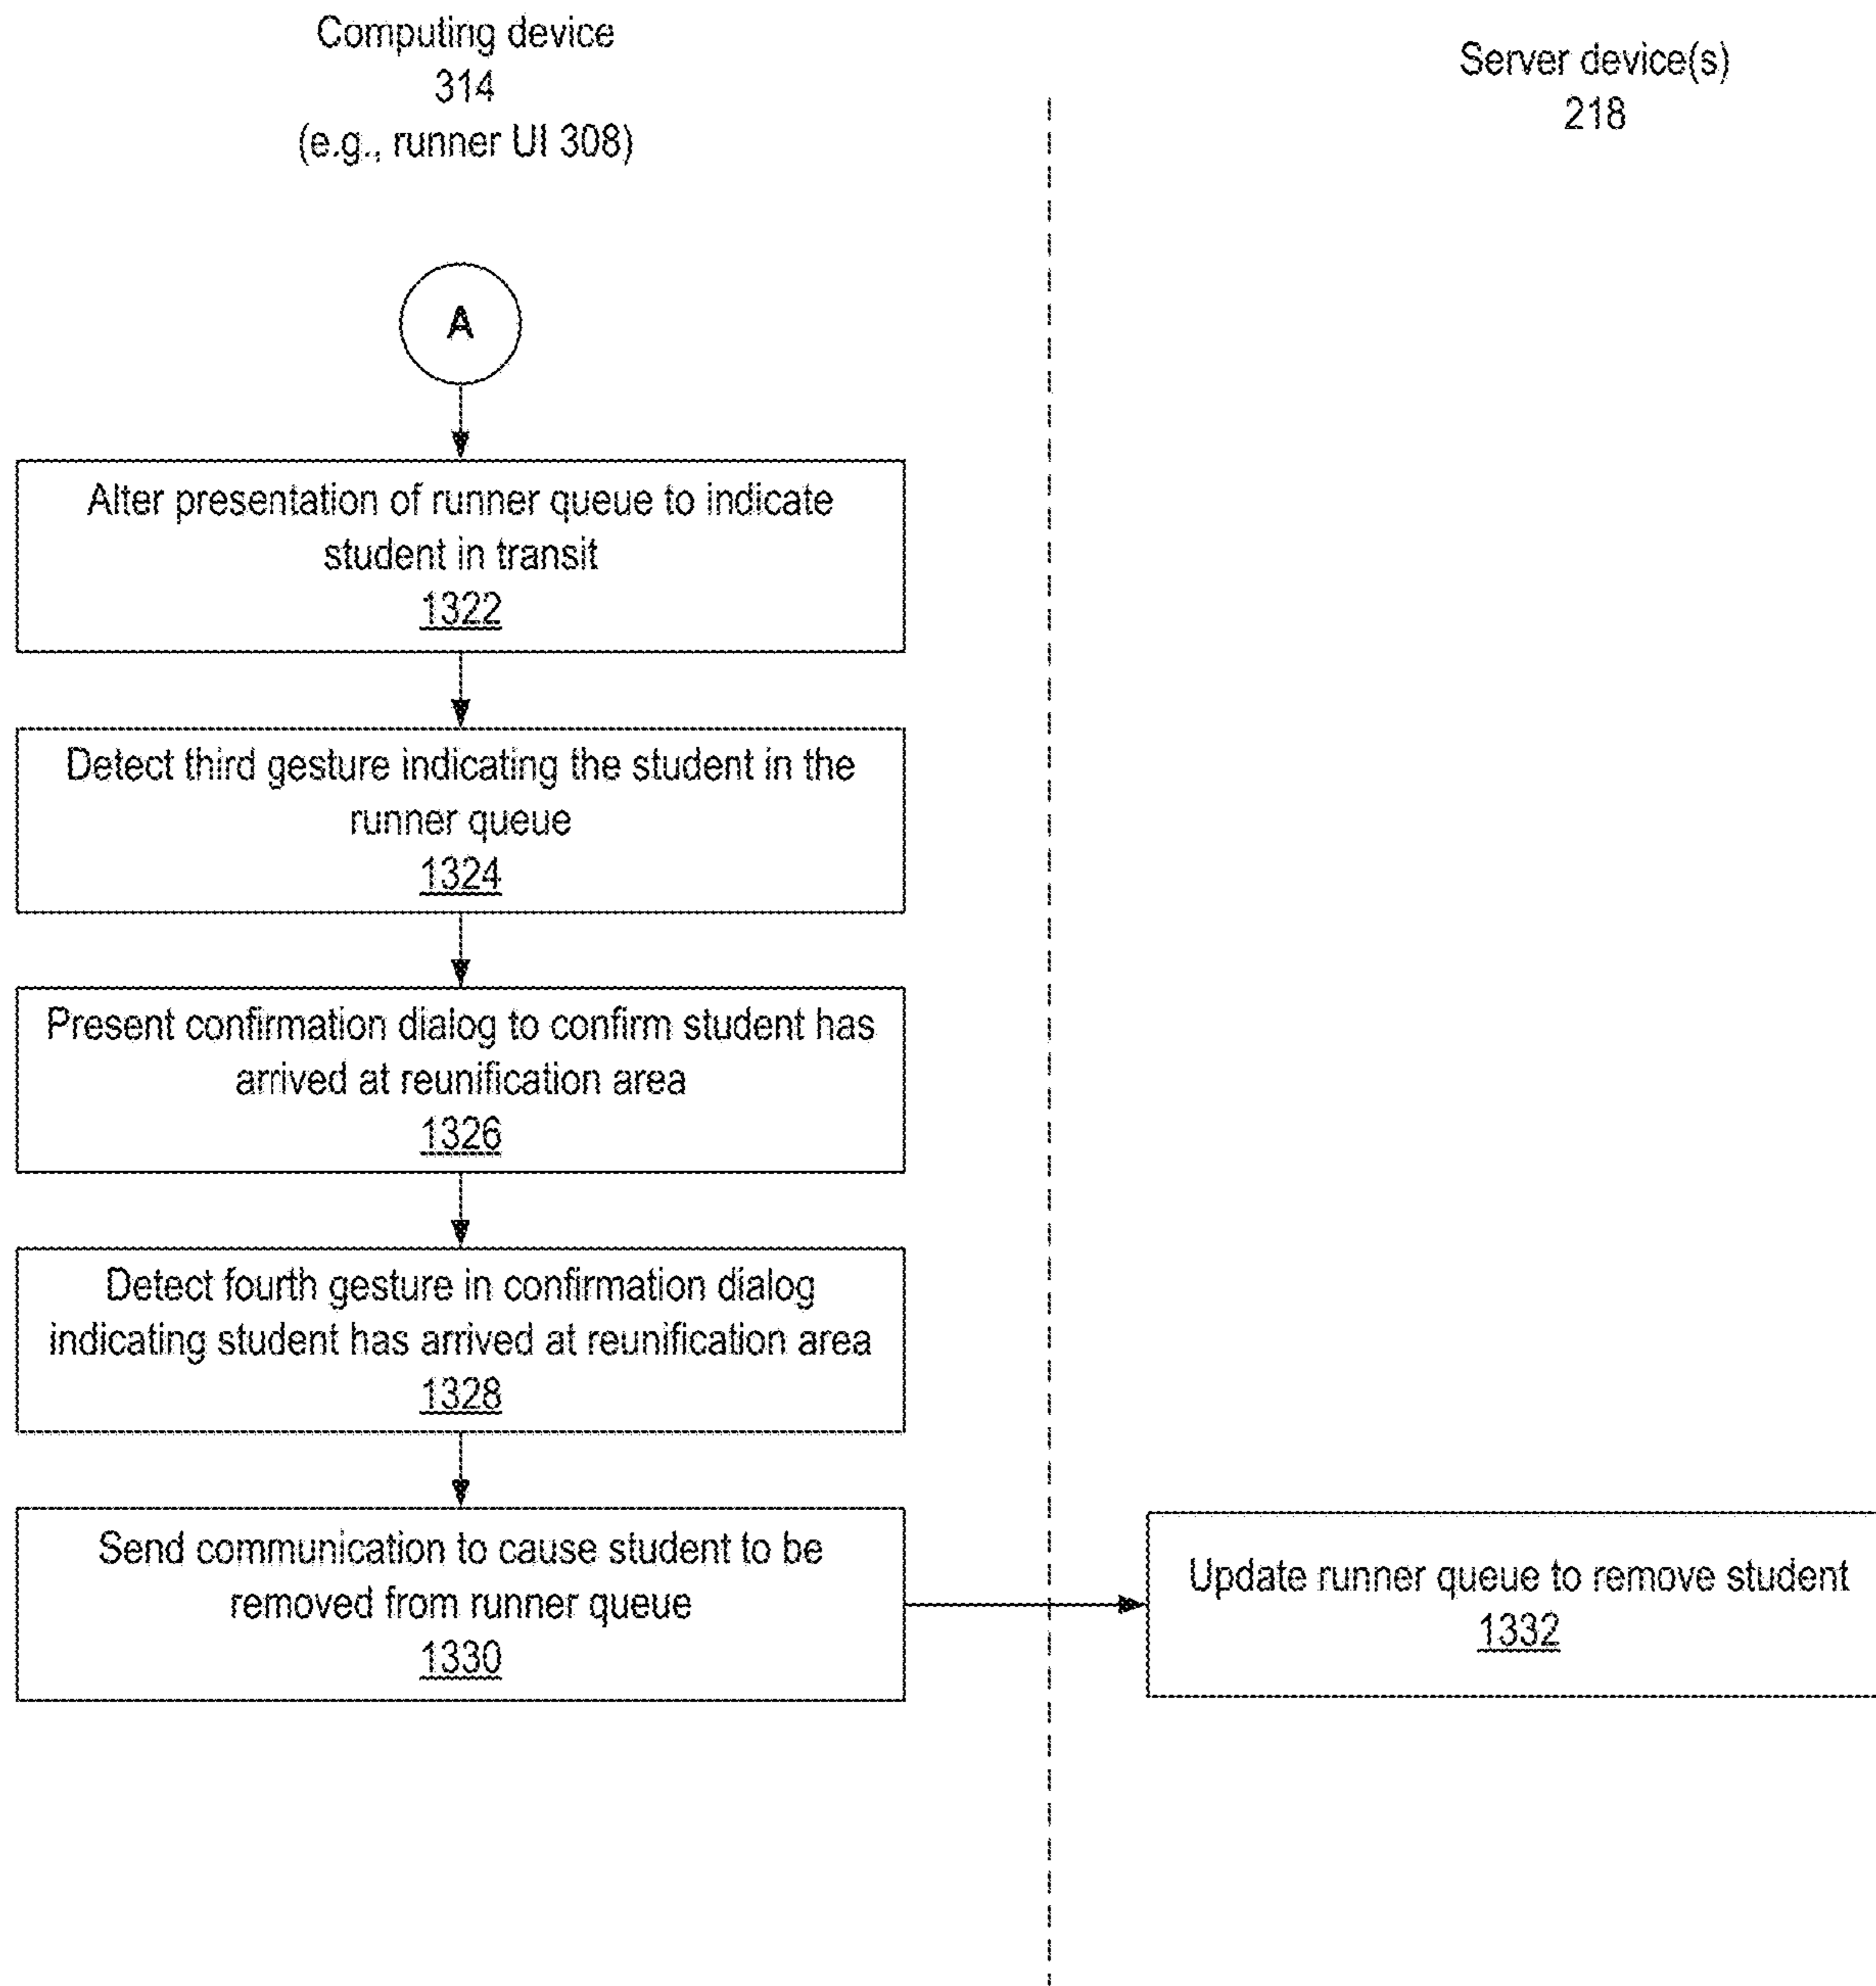 Computing device
314
(e.g., runner UI 308)
Server device(s)
218
A
Alter presentation of runner queue to indicate
student in transit
1322
Detect third gesture indicating the student in the
runner queue
1324
Present confirmation dialog to confirm student has
arrived at reunification area
1326
Detect fourth gesture in confirmation dialog
indicating student has arrived at reunification area
1328
Send communication to cause student to be
removed from runner queue
1330
Update runner queue to remove student
1332